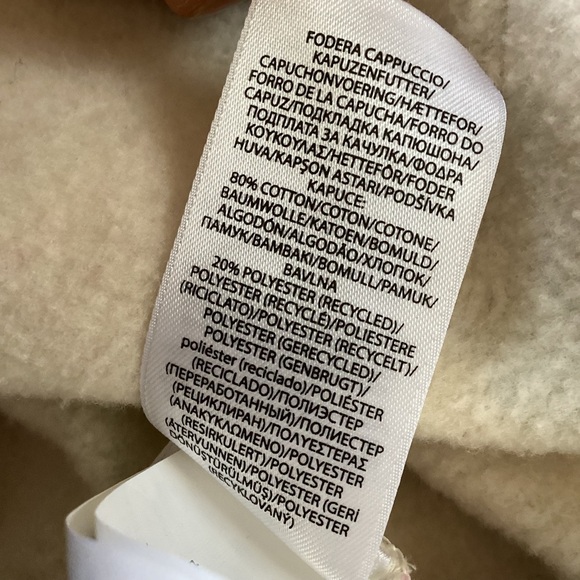 FODERA CAPPUCCIO/
KAPUZENFUTTER/
CAPUCHONVOERING/HÆTTEFOR/
FORRO DE LA CAPUCHA/FORRO DO
CAPUZ/ПОДКЛАДКА КАПЮШОНА/
ПОДПЛАТА ЗА КАЧУЛКА/ΦΟΔΡΑ
ΚΟΥΚΟΥΛΑΣ/HETTEFÔR/FODER
HUVA/KAPŞON ASTARI/PODŠÍVKA
KAPUCE:
80% COTTON/COTON/COTONE/
BAUMWOLLE/KATOEN/BOMULD/
ALGODÓN/ALGODÃO/ХЛОПОК/
ПАМУК/ΒΑΜΒΑΚΙ/BOMULL/PAMUK/
BAVLNA
20% POLYESTER (RECYCLED)/
POLYESTER (RECYCLÉ)/POLIESTERE
(RICICLATO)/POLYESTER (RECYCELT)/
POLYESTER (GERECYCLED)/
POLYESTER (GENBRUGT)/
poliéster (reciclado)/POLIÉSTER
(RECICLADO)/ПОЛИЭСТЕР
(ПЕРЕРАБОТАННЫЙ)/ПОЛИЕСТЕР
(РЕЦИКЛИРАН)/ΠΟΛΥΕΣΤΕΡΑΣ
(ΑΝΑΚΥΚΛΩΜΕΝΟ)/POLYESTER
(RESIRKULERT)/POLYESTER
(ÅTERVUNNEN)/POLYESTER (GERİ
DÖNÜŞTÜRÜLMÜŞ)/POLYESTER
(RECYKLOVANÝ)